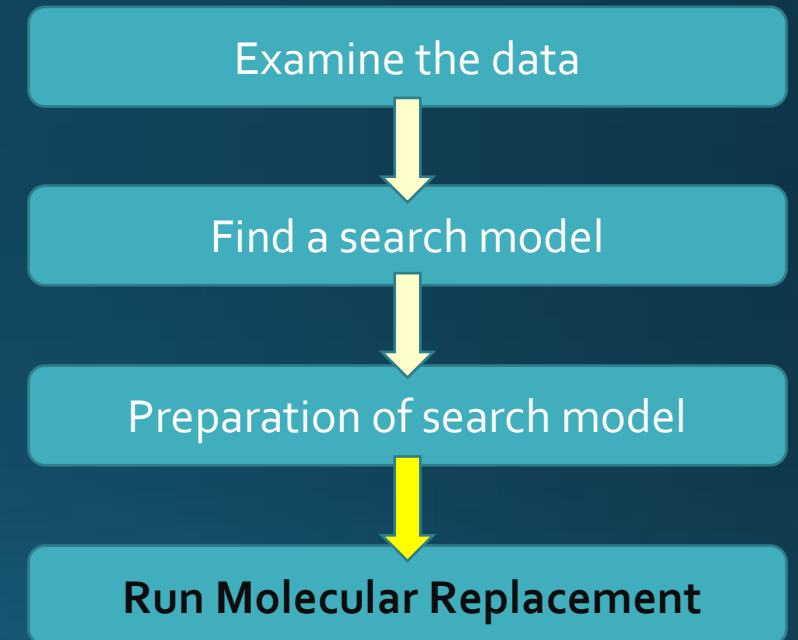 Examine the data
Find a search model
Preparation of search model
Run Molecular Replacement